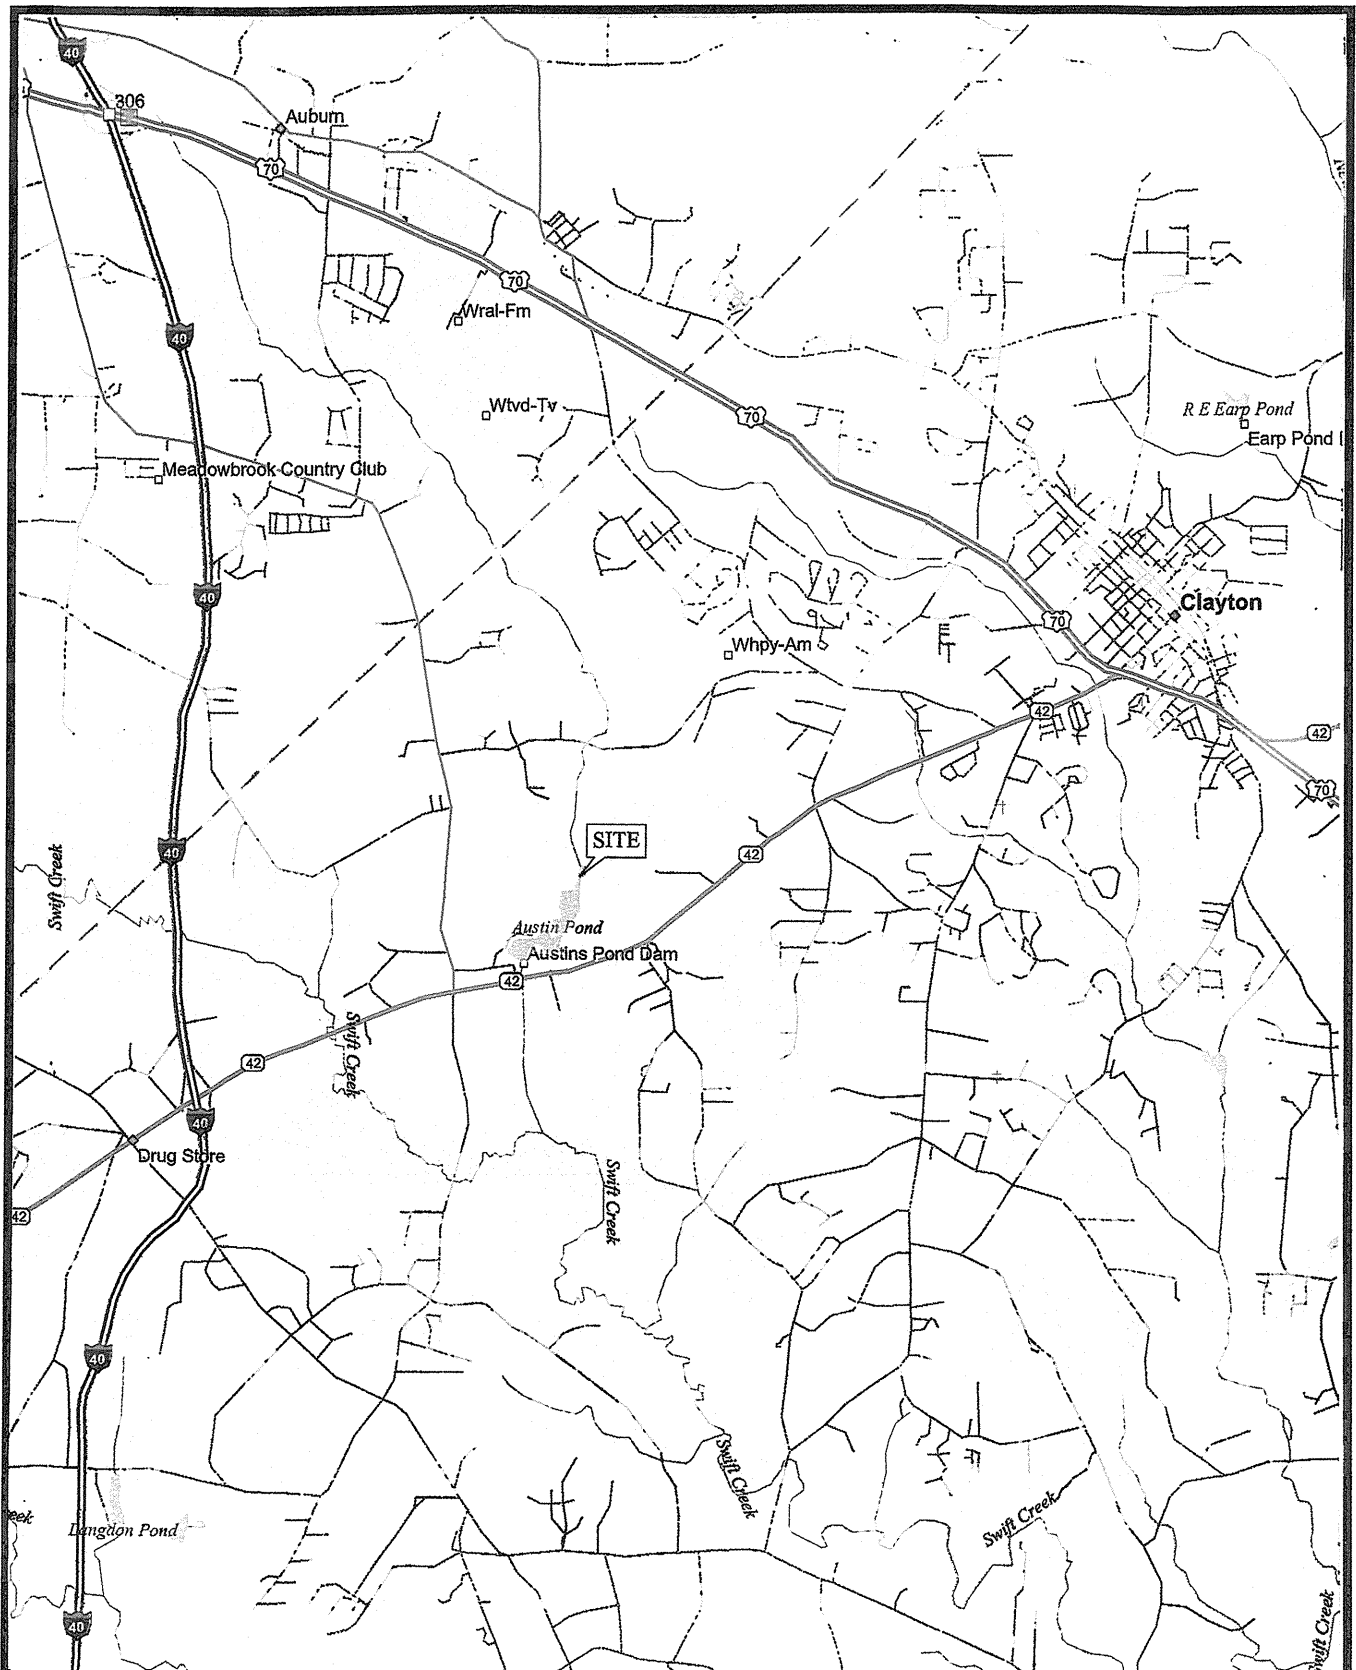 40
306
Auburn
70
70
Wral-Fm
40
Wtvd-Tv
70
R E Earp Pond
Earp Pond
Meadowbrook Country Club
40
Clayton
70
Whpy-Am
42
42
70
SITE
40
42
Swift Creek
Austin Pond
Austins Pond Dam
42
Swift Creek
42
40
Drug Store
Swift Creek
42
40
Swift Creek
Swift Creek
Langdon Pond
40
Swift Creek